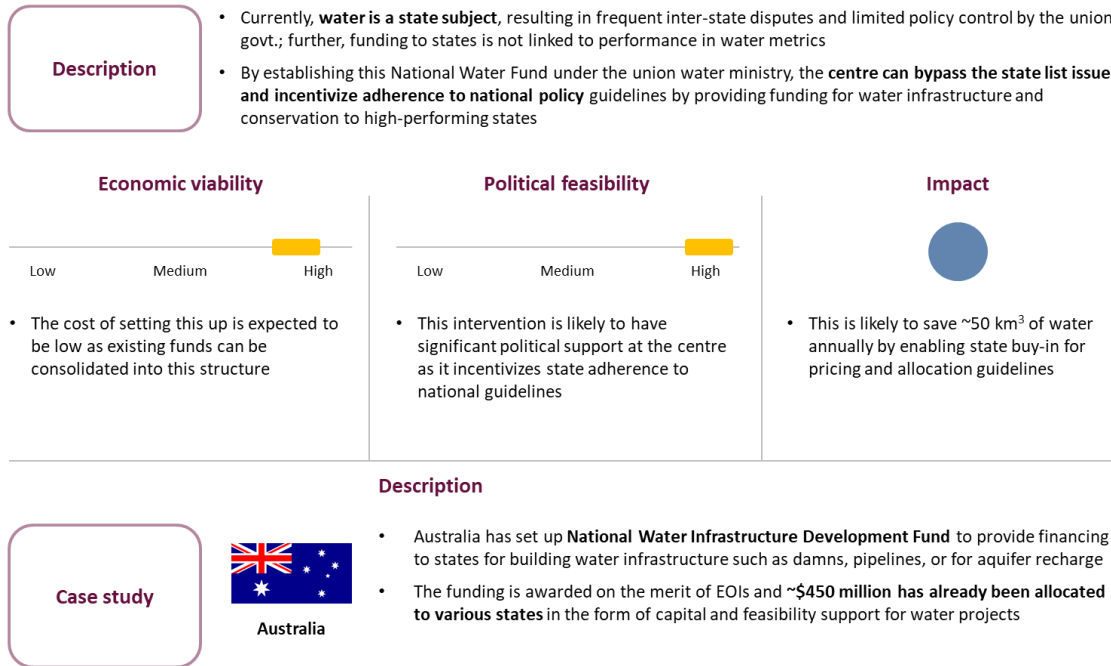 Description
• Currently, water is a state subject, resulting in frequent inter-state disputes and limited policy control by the union
govt.; further, funding to states is not linked to performance in water metrics
• By establishing this National Water Fund under the union water ministry, the centre can bypass the state list issue
and incentivize adherence to national policy guidelines by providing funding for water infrastructure and
conservation to high-performing states
Economic viability
Low Medium High
• The cost of setting this up is expected to
be low as existing funds can be
consolidated into this structure
Political feasibility
Low Medium High
• This intervention is likely to have
significant political support at the centre
as it incentivizes state adherence to
national guidelines
Impact
• This is likely to save ~50 km³ of water
annually by enabling state buy-in for
pricing and allocation guidelines
Case study
Australia
Description
• Australia has set up National Water Infrastructure Development Fund to provide financing
to states for building water infrastructure such as damns, pipelines, or for aquifer recharge
• The funding is awarded on the merit of EOIs and ~$450 million has already been allocated
to various states in the form of capital and feasibility support for water projects